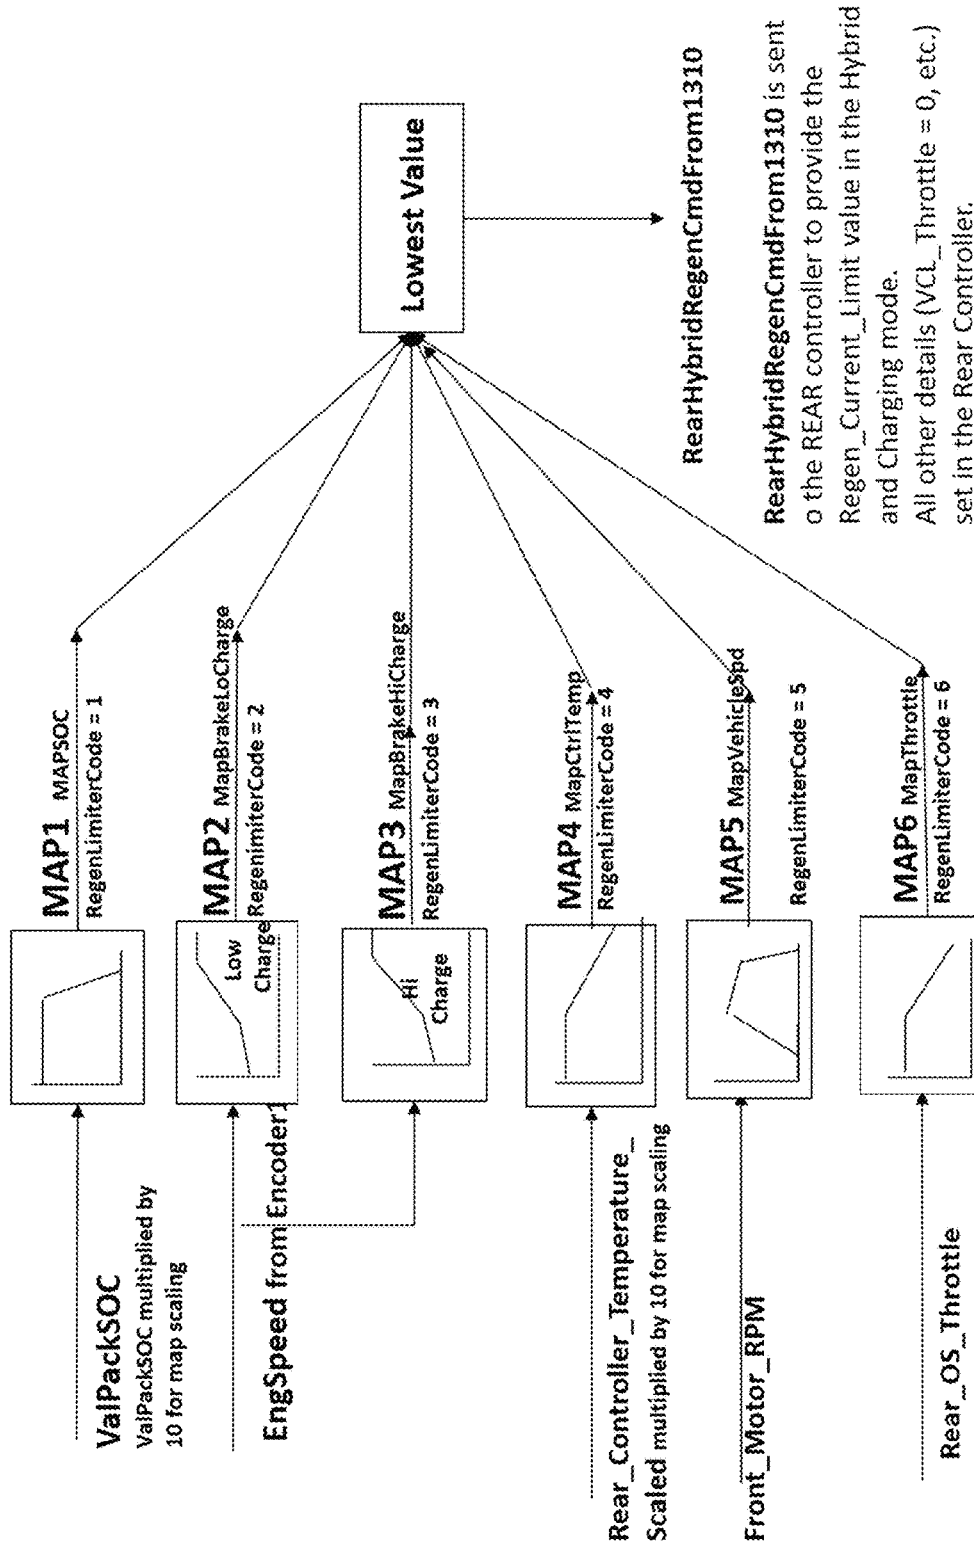 ValPackSOC
ValPackSOC multiplied by
10 for map scaling
MAP1 MAPSOC
RegenLimiterCode = 1
EngSpeed from Encoder1
Low
Charge
MAP2 MapBrakeLoCharge
RegenimiterCode = 2
Hi
Charge
MAP3 MapBrakeHiCharge
RegenLimiterCode = 3
Rear_Controller_Temperature_
Scaled multiplied by 10 for map scaling
MAP4 MapCtrlTemp
RegenLimiterCode = 4
Front_Motor_RPM
MAP5 MapVehicleSpd
RegenLimiterCode = 5
Rear_OS_Throttle
MAP6 MapThrottle
RegenLimiterCode = 6
Lowest Value
RearHybridRegenCmdFrom1310
RearHybridRegenCmdFrom1310 is sent
o the REAR controller to provide the
Regen_Current_Limit value in the Hybrid
and Charging mode.
All other details (VCL_Throttle = 0, etc.)
set in the Rear Controller.